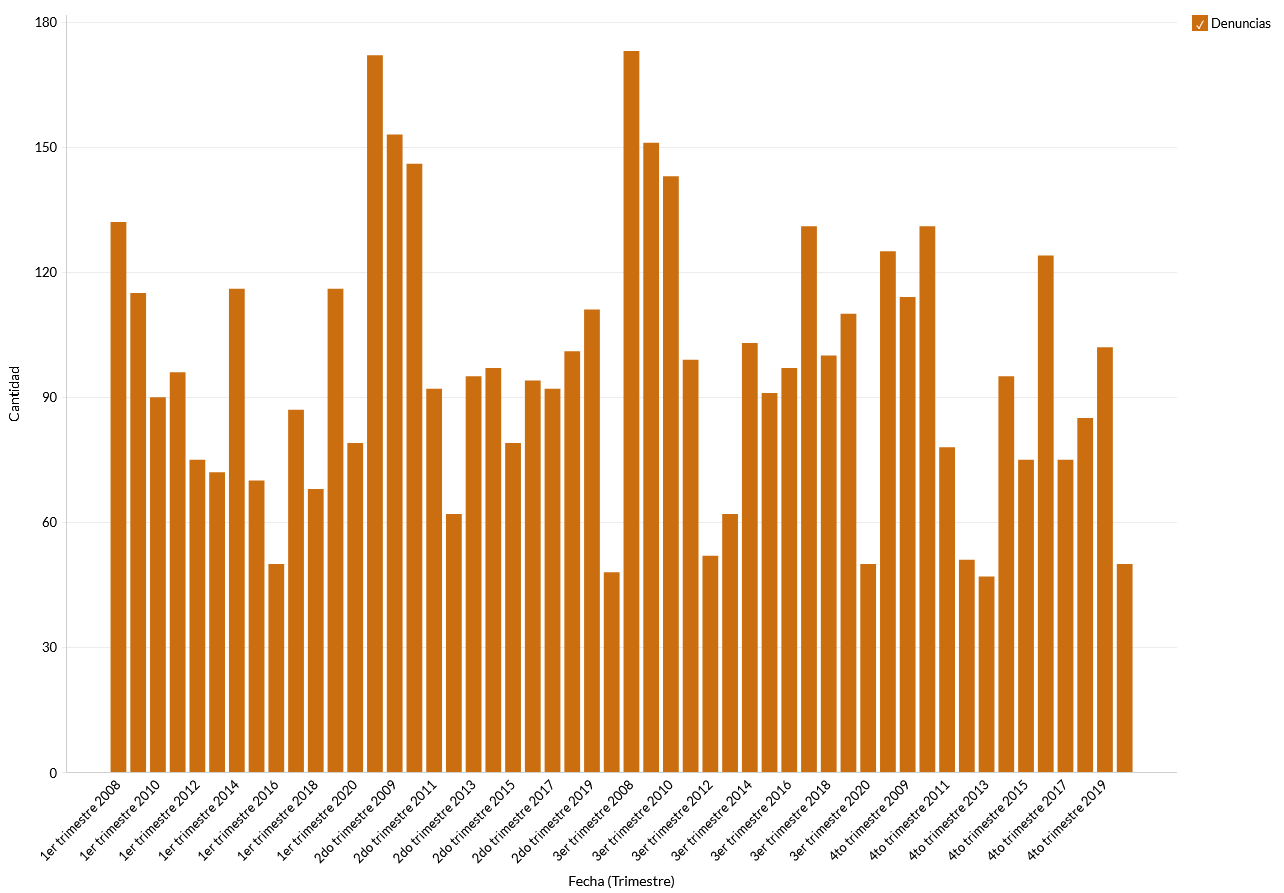 180
150
120
90
60
30
0
Cantidad
1er trimestre 2008
1er trimestre 2010
1er trimestre 2012
1er trimestre 2014
1er trimestre 2016
1er trimestre 2018
1er trimestre 2020
2do trimestre 2009
2do trimestre 2011
2do trimestre 2013
2do trimestre 2015
2do trimestre 2017
2do trimestre 2019
3er trimestre 2008
3er trimestre 2010
3er trimestre 2012
3er trimestre 2014
3er trimestre 2016
3er trimestre 2018
3er trimestre 2020
4to trimestre 2009
4to trimestre 2011
4to trimestre 2013
4to trimestre 2015
4to trimestre 2017
4to trimestre 2019
Fecha (Trimestre)
Denuncias